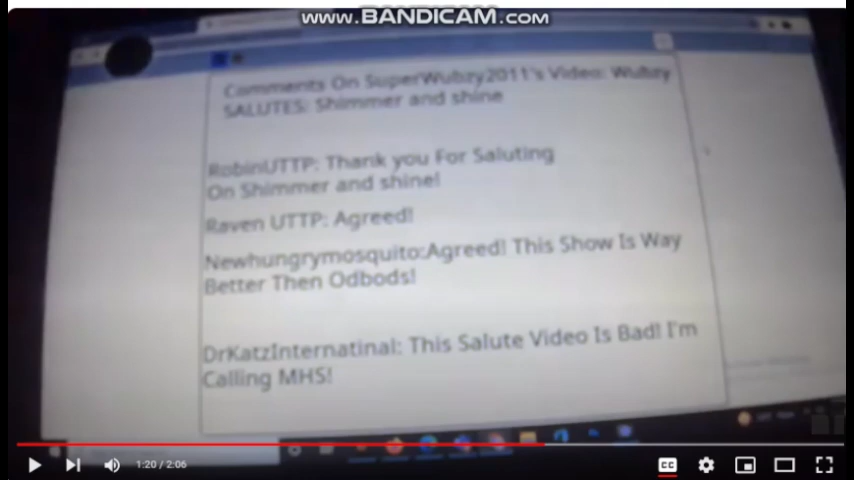 WWW.BANDICAM.COM
Comments On SuperWubzy2011's Video: Wubzy
SALUTES: Shimmer and shine
RobinUTTP: Thank you For Saluting
On Shimmer and shine!
Raven UTTP: Agreed!
Newhungrymosquito:Agreed! This Show Is Way
Better Then Odbods!
DrKatzInternatinal: This Salute Video Is Bad! I'm
Calling MHS!
1:20 / 2:06
CC